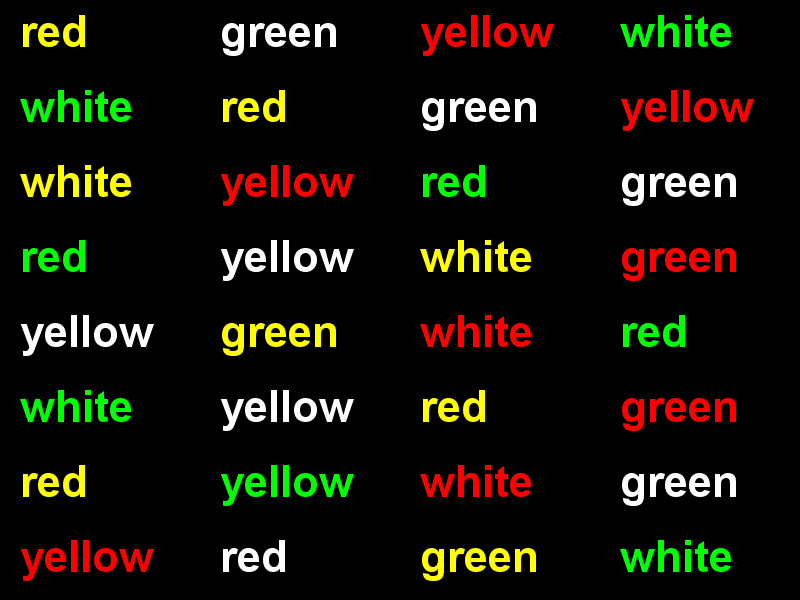 red green yellow white
white red green yellow
white yellow red green
red yellow white green
yellow green white red
white yellow red green
red yellow white green
yellow red green white